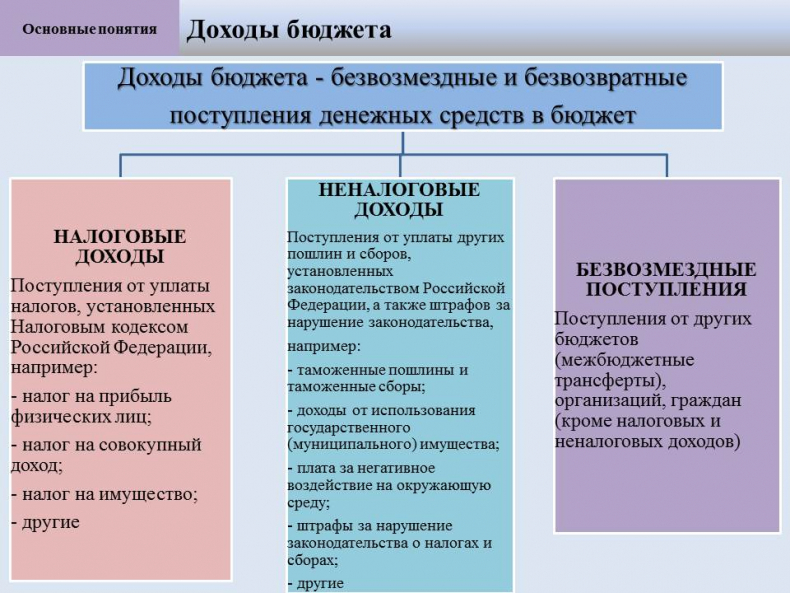 Основные понятия
Доходы бюджета
Доходы бюджета - безвозмездные и безвозвратные
поступления денежных средств в бюджет
НАЛОГОВЫЕ
ДОХОДЫ
Поступления от уплаты
налогов, установленных
Налоговым кодексом
Российской Федерации,
например:
- налог на прибыль
физических лиц;
- налог на совокупный
доход;
- налог на имущество;
- другие
НЕНАЛОГОВЫЕ
ДОХОДЫ
Поступления от уплаты других
пошлин и сборов,
установленных
законодательством Российской
Федерации, а также штрафов за
нарушение законодательства,
например:
- таможенные пошлины и
таможенные сборы;
- доходы от использования
государственного
(муниципального) имущества;
- плата за негативное
воздействие на окружающую
среду;
- штрафы за нарушение
законодательства о налогах и
сборах;
- другие
БЕЗВОЗМЕЗДНЫЕ
ПОСТУПЛЕНИЯ
Поступления от других
бюджетов
(межбюджетные
трансферты),
организаций, граждан
(кроме налоговых и
неналоговых доходов)